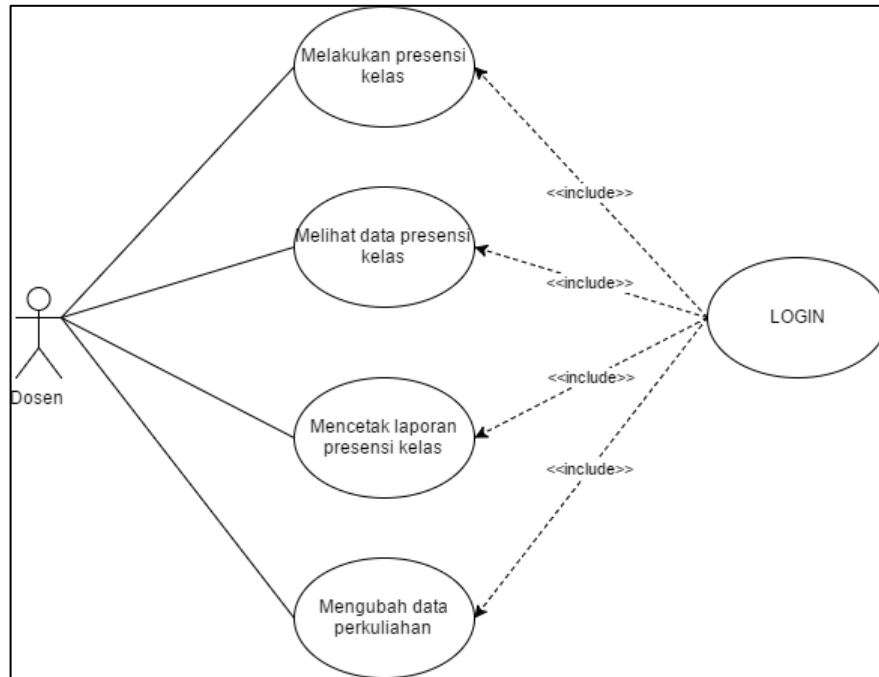 Melakukan presensi
kelas
<<include>>
Melihat data presensi
kelas
<<include>>
LOGIN
Dosen
<<include>>
Mencetak laporan
presensi kelas
<<include>>
Mengubah data
perkuliahan